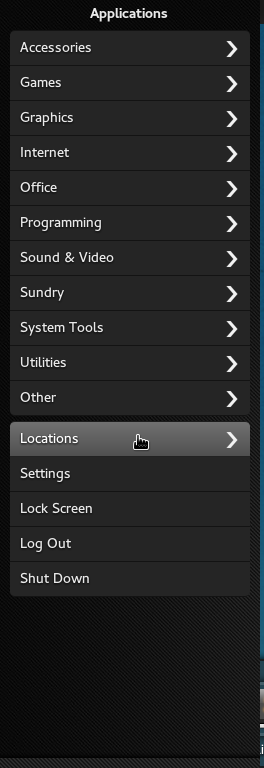 Applications
Accessories
Games
Graphics
Internet
Office
Programming
Sound & Video
Sundry
System Tools
Utilities
Other
Locations
Settings
Lock Screen
Log Out
Shut Down